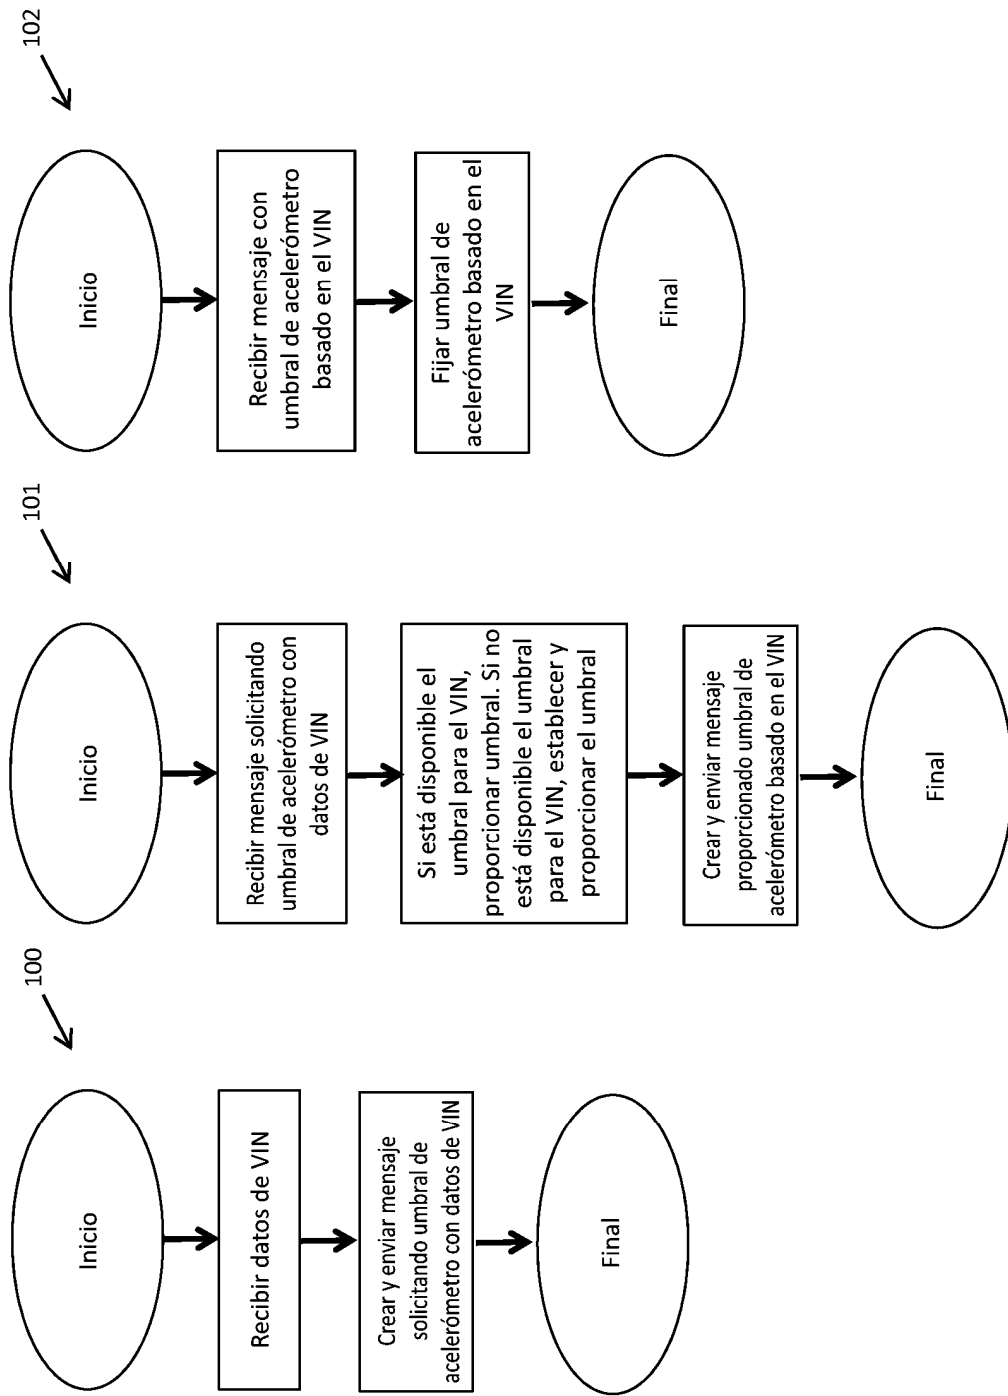 100
Inicio
Recibir datos de VIN
Crear y enviar mensaje
solicitando umbral de
acelerómetro con datos de VIN
Final
101
Inicio
Recibir mensaje solicitando
umbral de acelerómetro con
datos de VIN
Si está disponible el
umbral para el VIN,
proporcionar umbral. Si no
está disponible el umbral
para el VIN, establecer y
proporcionar el umbral
Crear y enviar mensaje
proporcionado umbral de
acelerómetro basado en el VIN
Final
102
Inicio
Recibir mensaje con
umbral de acelerómetro
basado en el VIN
Fijar umbral de
acelerómetro basado en el
VIN
Final